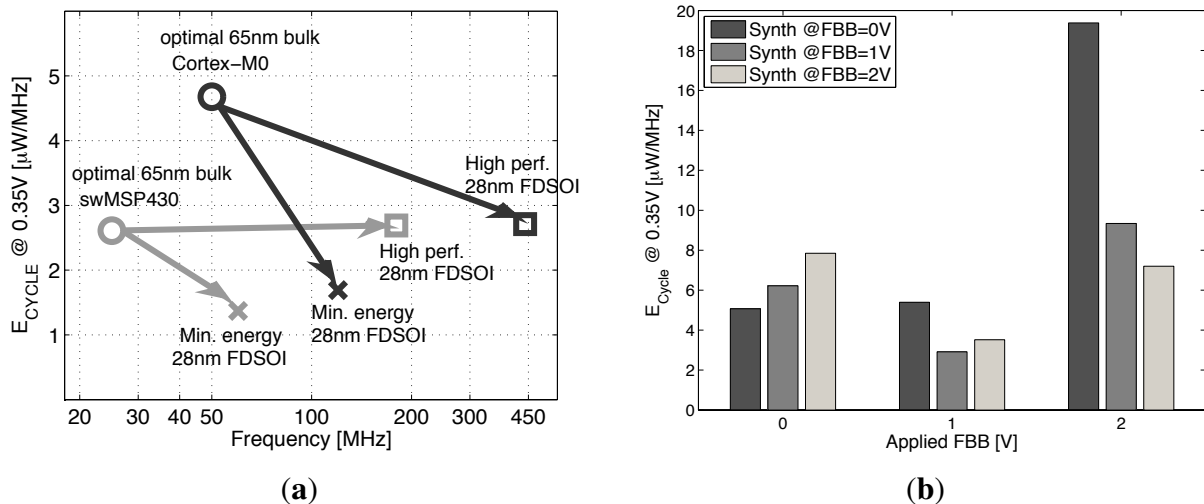 optimal 65nm bulk
Cortex−M0
optimal 65nm bulk
swMSP430
High perf.
28nm FDSOI
High perf.
28nm FDSOI
Min. energy
28nm FDSOI
Min. energy
28nm FDSOI
5
4
3
2
1
E_CYCLE @ 0.35V [μW/MHz]
20 30 40 50 100 200 300 450
Frequency [MHz]
(a)
Synth @FBB=0V
Synth @FBB=1V
Synth @FBB=2V
20
18
16
14
12
10
8
6
4
2
0
E_Cycle @ 0.35V [μW/MHz]
0 1 2
Applied FBB [V]
(b)